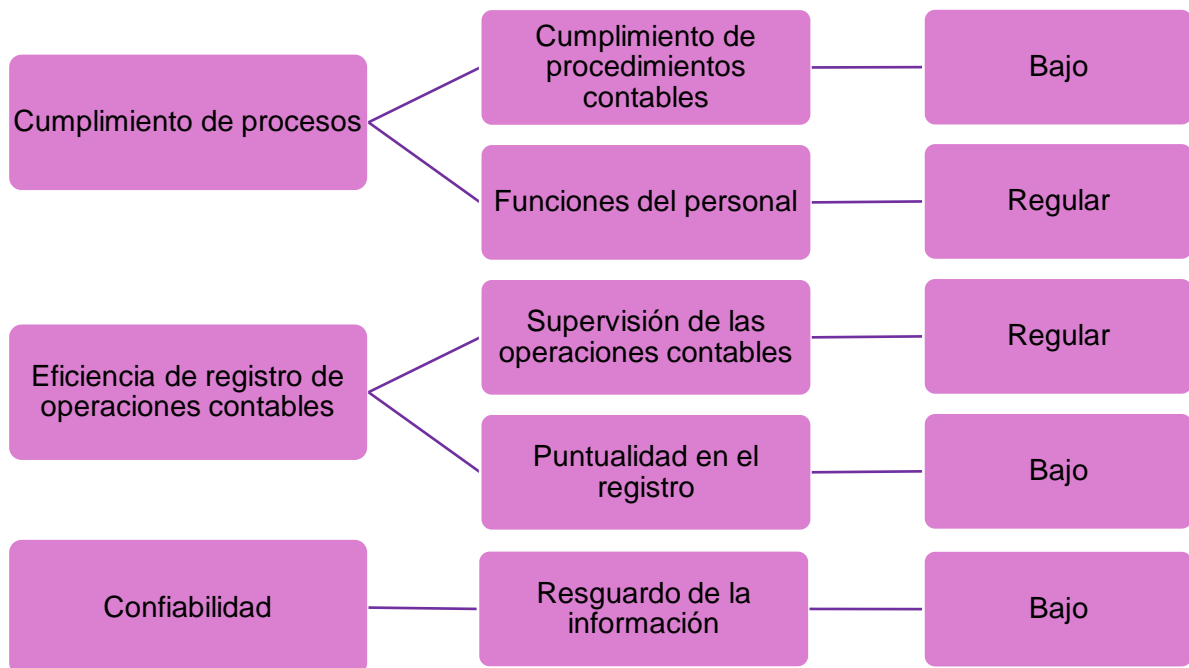 Cumplimiento de procesos
Cumplimiento de
procedimientos
contables
Bajo
Funciones del personal
Regular
Eficiencia de registro de
operaciones contables
Supervisión de las
operaciones contables
Regular
Puntualidad en el
registro
Bajo
Confiabilidad
Resguardo de la
información
Bajo